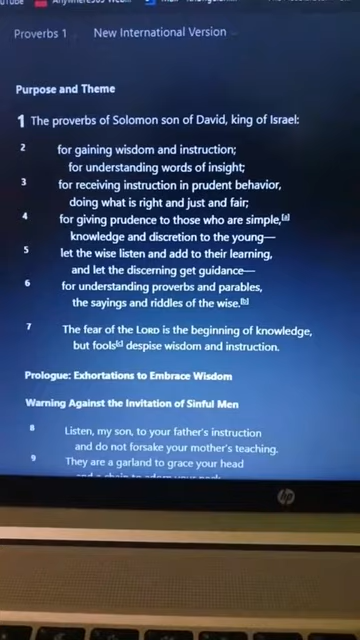 Proverbs 1 New International Version
Purpose and Theme
1 The proverbs of Solomon son of David, king of Israel:
2 for gaining wisdom and instruction;
for understanding words of insight;
3 for receiving instruction in prudent behavior,
doing what is right and just and fair;
4 for giving prudence to those who are simple,[a]
knowledge and discretion to the young—
5 let the wise listen and add to their learning,
and let the discerning get guidance—
6 for understanding proverbs and parables,
the sayings and riddles of the wise.[b]
7 The fear of the LORD is the beginning of knowledge,
but fools[c] despise wisdom and instruction.
Prologue: Exhortations to Embrace Wisdom
Warning Against the Invitation of Sinful Men
8 Listen, my son, to your father's instruction
and do not forsake your mother's teaching.
9 They are a garland to grace your head
hp